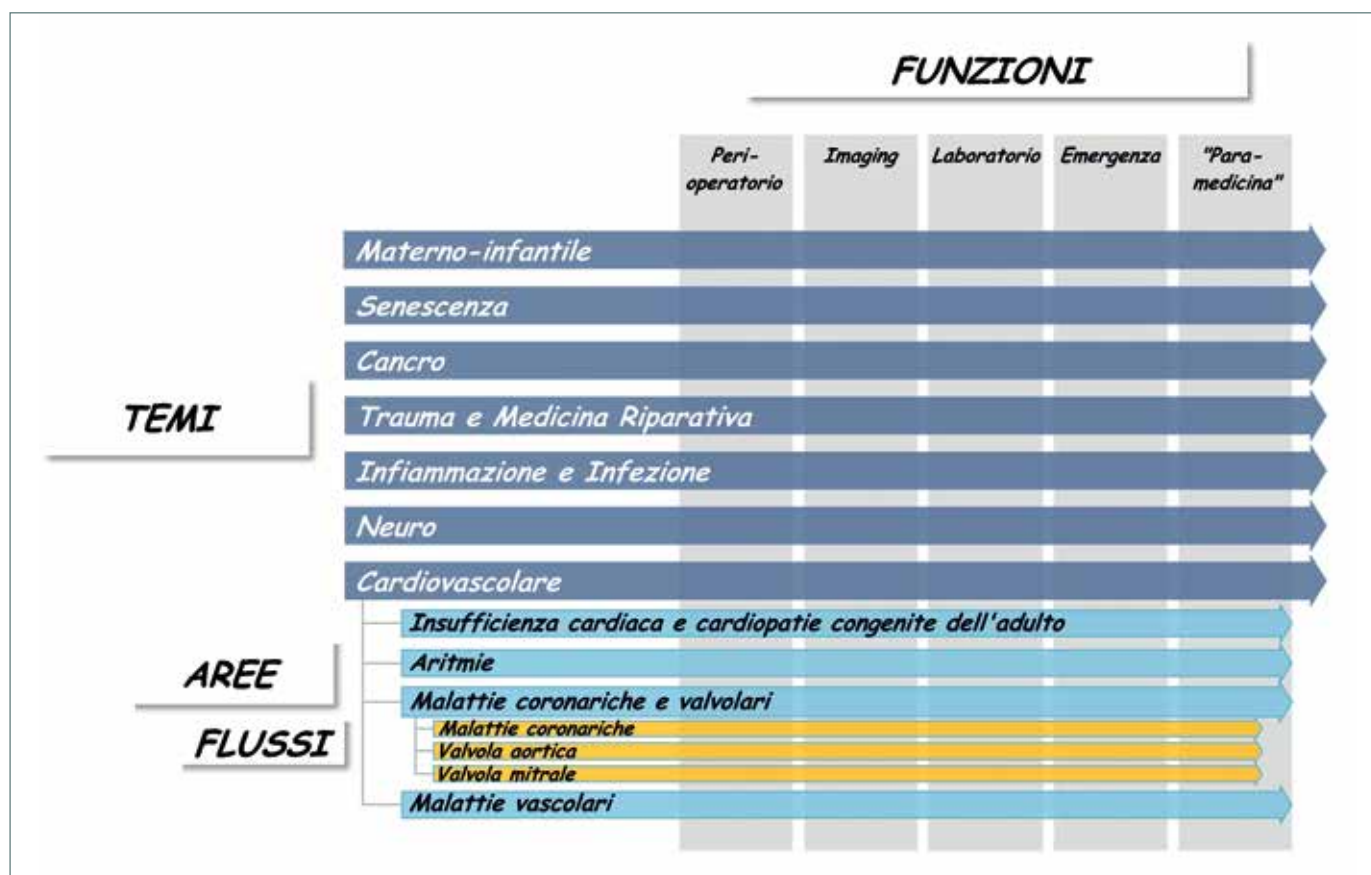 FUNZIONI
Peri-
operatorio
Imaging
Laboratorio
Emergenza
"Para-
medicina"
Materno-infantile
Senescenza
Cancro
TEMI
Trauma e Medicina Riparativa
Infiammazione e Infezione
Neuro
Cardiovascolare
Insufficienza cardiaca e cardiopatie congenite dell'adulto
AREE
Aritmie
Malattie coronariche e valvolari
FLUSSI
Malattie coronariche
Valvola aortica
Valvola mitrale
Malattie vascolari